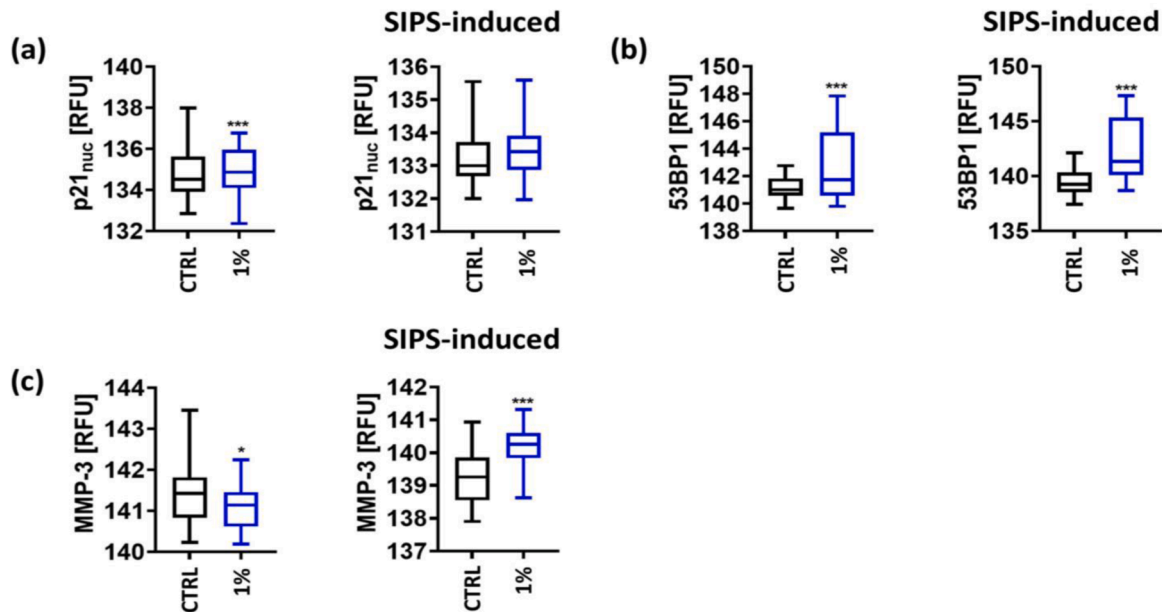 SIPS-induced
SIPS-induced
(a)
p21nuc [RFU]
140
138
136
134
132
***
CTRL
1%
p21nuc [RFU]
136
135
134
133
132
131
CTRL
1%
(b)
53BP1 [RFU]
150
148
146
144
142
140
138
***
CTRL
1%
53BP1 [RFU]
150
145
140
135
***
CTRL
1%
SIPS-induced
(c)
MMP-3 [RFU]
144
143
142
141
140
*
CTRL
1%
MMP-3 [RFU]
142
141
140
139
138
137
***
CTRL
1%